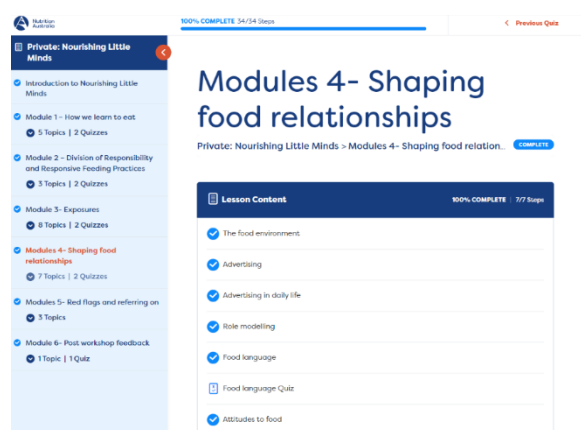 Nutrition
Australia
100% COMPLETE 34/34 Steps
Previous Quiz
Private: Nourishing Little
Minds
Introduction to Nourishing Little
Minds
Module 1 - How we learn to eat
5 Topics | 2 Quizzes
Module 2 - Division of Responsibility
and Responsive Feeding Practices
3 Topics | 2 Quizzes
Module 3- Exposures
8 Topics | 2 Quizzes
Modules 4- Shaping food
relationships
7 Topics | 2 Quizzes
Modules 5- Red flags and referring on
3 Topics
Module 6- Post workshop feedback
1 Topic | 1 Quiz
Modules 4- Shaping
food relationships
Private: Nourishing Little Minds > Modules 4- Shaping food relation... COMPLETE
Lesson Content 100% COMPLETE | 7/7 Steps
The food environment
Advertising
Advertising in daily life
Role modelling
Food language
Food language Quiz
Attitudes to food